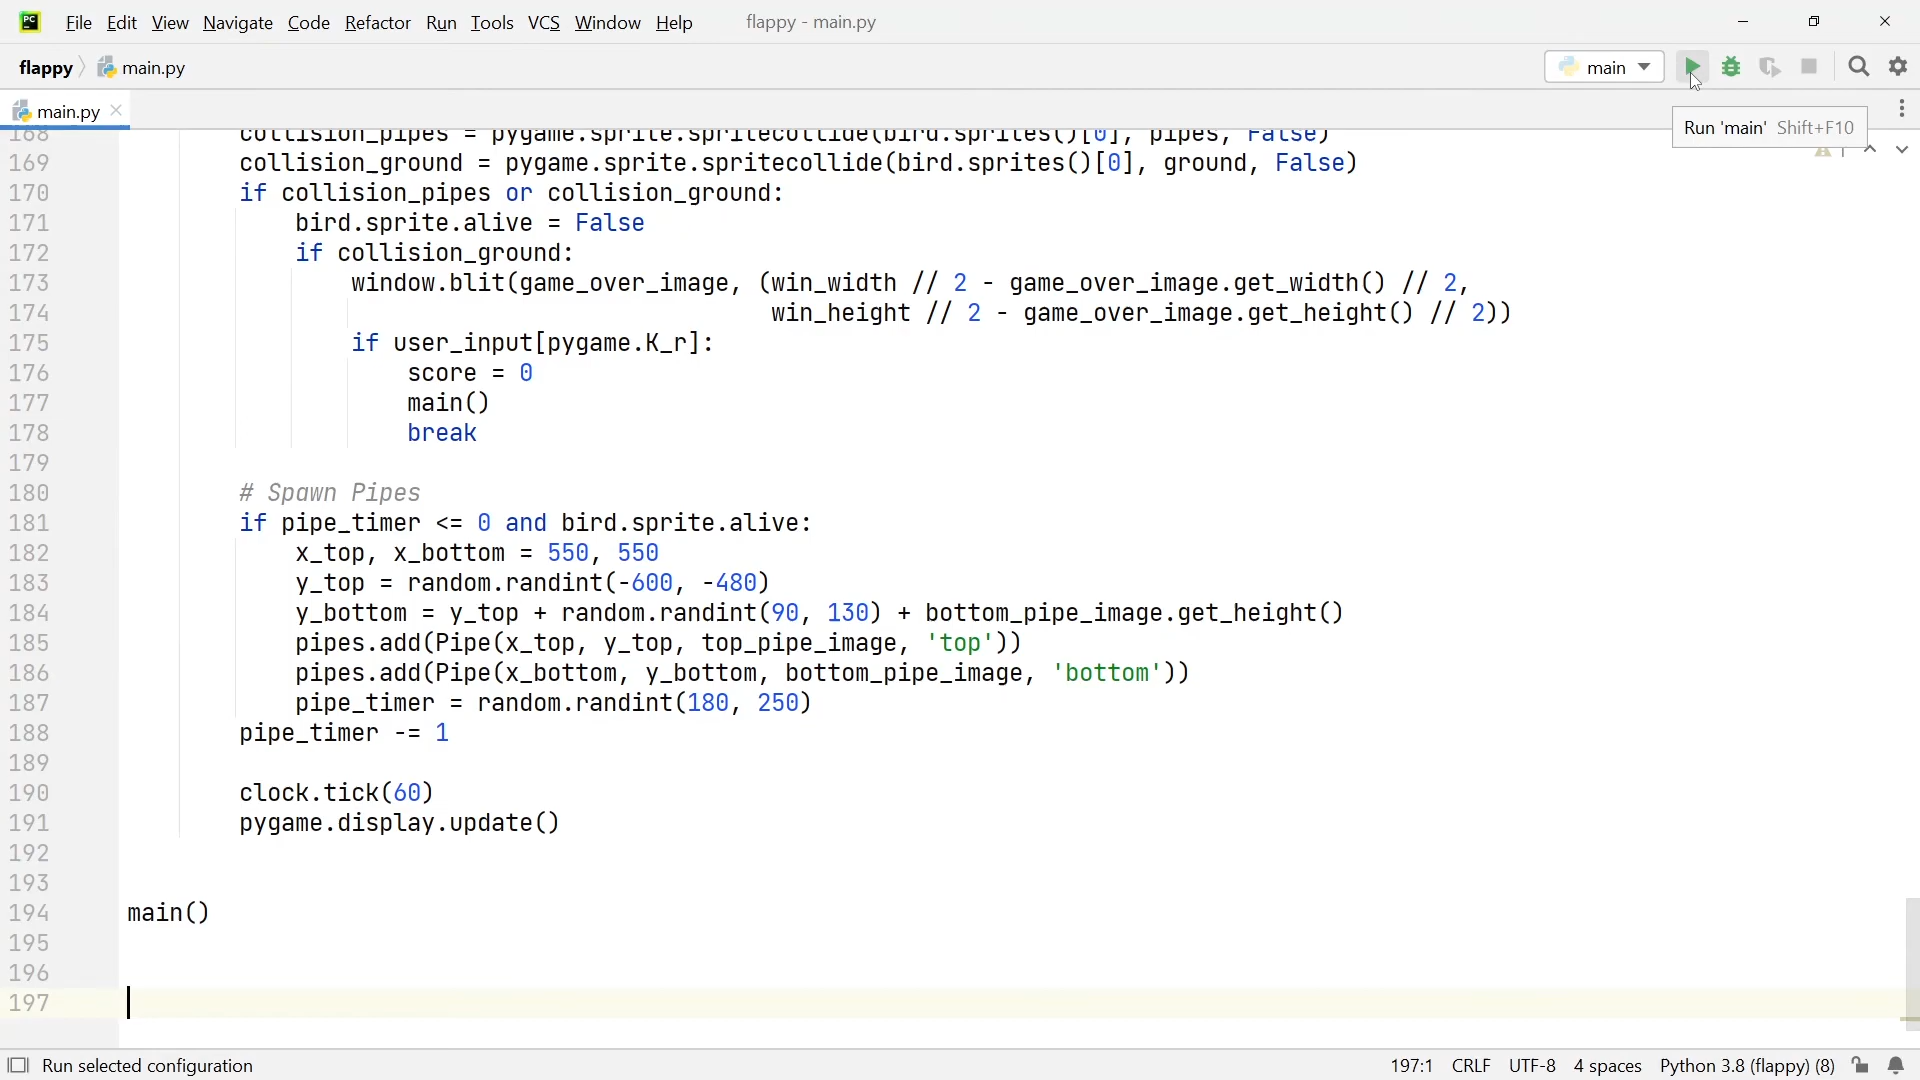 PC File Edit View Navigate Code Refactor Run Tools VCS Window Help flappy - main.py
flappy main.py main
main.py
Run 'main' Shift+F10
168 collision_pipes = pygame.sprite.spritecollide(bird.sprites()[0], pipes, False)
169 collision_ground = pygame.sprite.spritecollide(bird.sprites()[0], ground, False)
170 if collision_pipes or collision_ground:
171 bird.sprite.alive = False
172 if collision_ground:
173 window.blit(game_over_image, (win_width // 2 - game_over_image.get_width() // 2,
174 win_height // 2 - game_over_image.get_height() // 2))
175 if user_input[pygame.K_r]:
176 score = 0
177 main()
178 break
179
180 # Spawn Pipes
181 if pipe_timer <= 0 and bird.sprite.alive:
182 x_top, x_bottom = 550, 550
183 y_top = random.randint(-600, -480)
184 y_bottom = y_top + random.randint(90, 130) + bottom_pipe_image.get_height()
185 pipes.add(Pipe(x_top, y_top, top_pipe_image, 'top'))
186 pipes.add(Pipe(x_bottom, y_bottom, bottom_pipe_image, 'bottom'))
187 pipe_timer = random.randint(180, 250)
188 pipe_timer -= 1
189
190 clock.tick(60)
191 pygame.display.update()
192
193
194 main()
195
196
197
Run selected configuration 197:1 CRLF UTF-8 4 spaces Python 3.8 (flappy) (8)